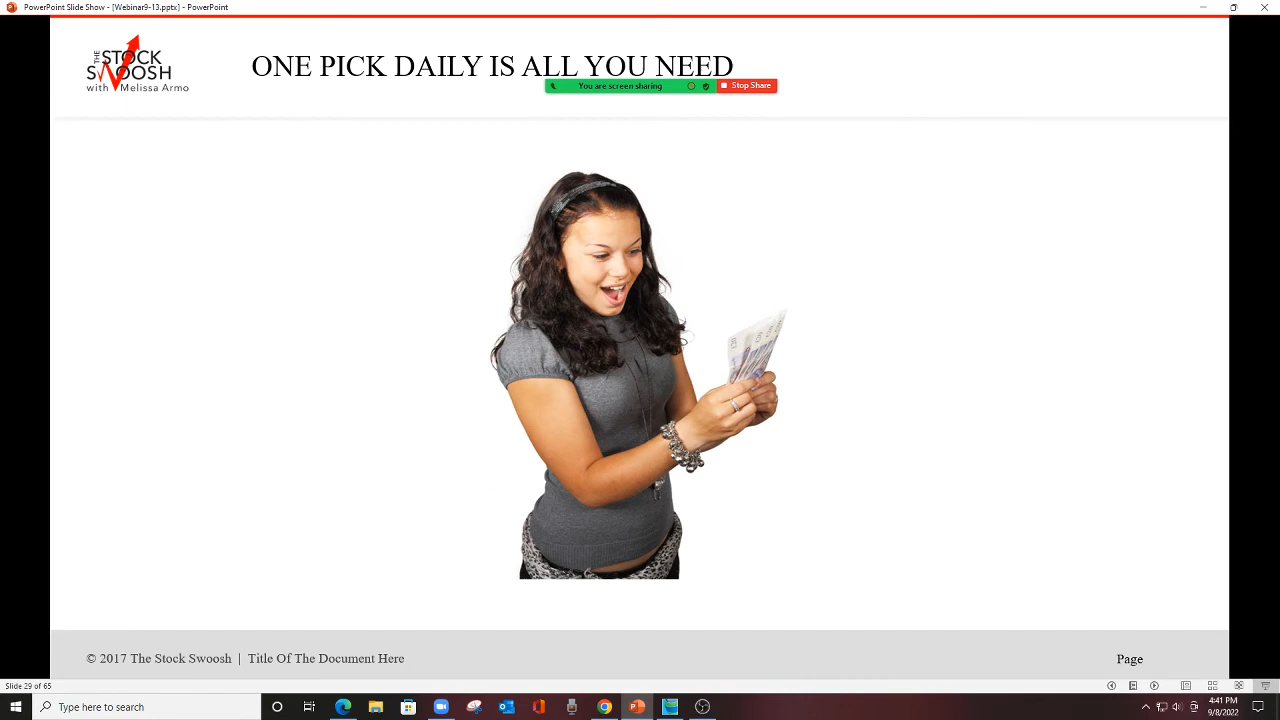 PowerPoint Slide Show - [Webinar9-13.pptx] - PowerPoint
THE
STOCK
SWOOSH
with Melissa Armo
ONE PICK DAILY IS ALL YOU NEED
You are screen sharing
Stop Share
© 2017 The Stock Swoosh | Title Of The Document Here
Page
Slide 29 of 65
Type here to search
4:41 PM
9/8/2022